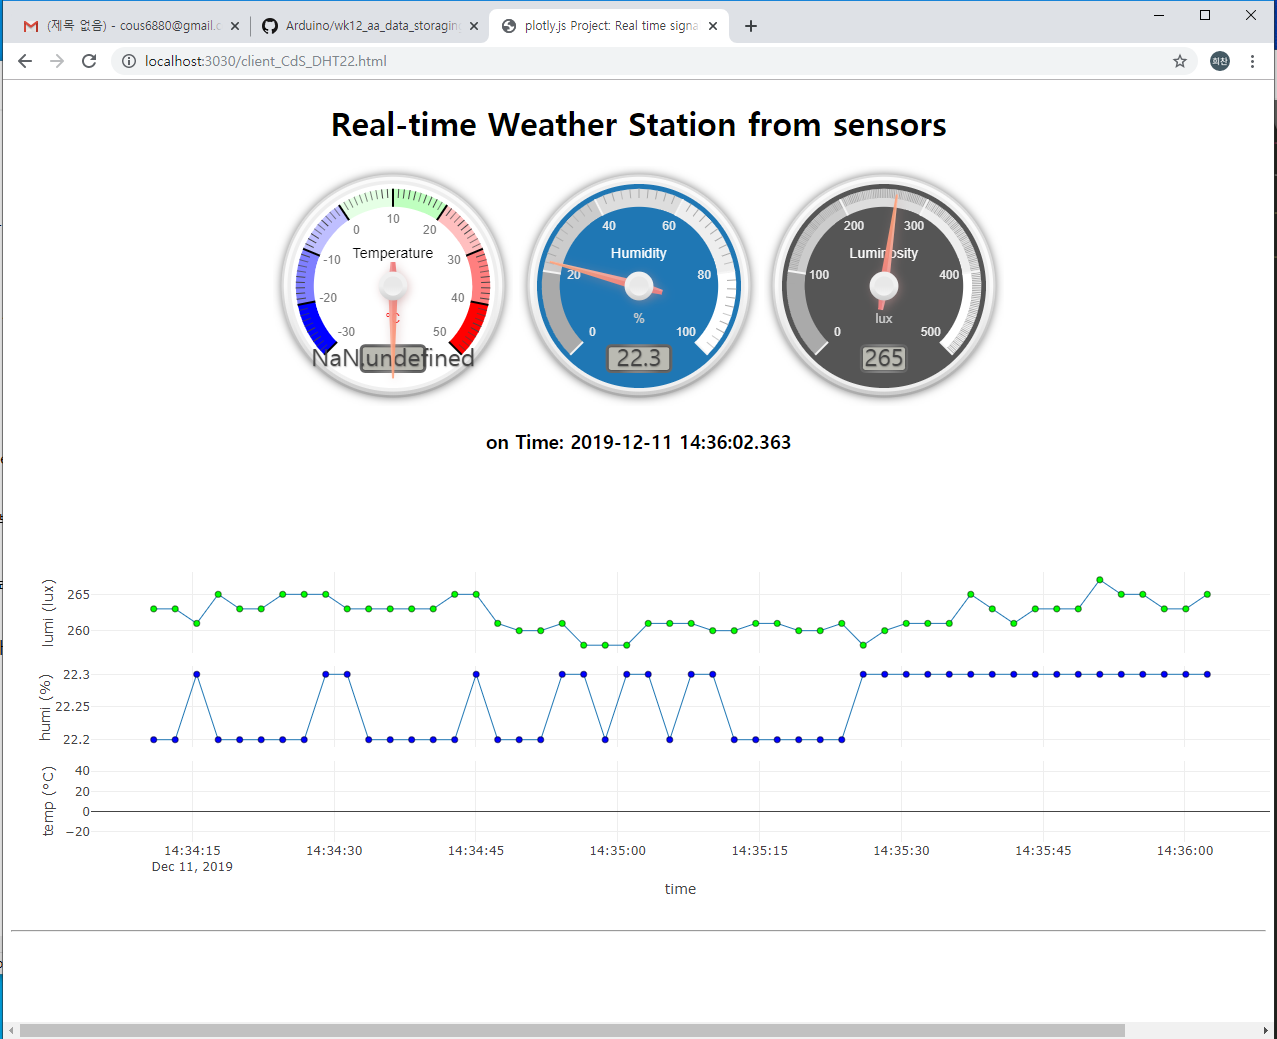 (제목 없음) - cous6880@gmail.c
Arduino/wk12_aa_data_storaging
plotly.js Project: Real time signa
localhost:3030/client_CdS_DHT22.html
희찬
Real-time Weather Station from sensors
-30 -20 -10 0 10 20 30 40 50
Temperature
°C
NaN.undefined
0 20 40 60 80 100
Humidity
%
22.3
0 100 200 300 400 500
Luminosity
lux
265
on Time: 2019-12-11 14:36:02.363
lumi (lux)
265
260
humi (%)
22.3
22.25
22.2
temp (°C)
40
20
0
−20
14:34:15 14:34:30 14:34:45 14:35:00 14:35:15 14:35:30 14:35:45 14:36:00
Dec 11, 2019
time